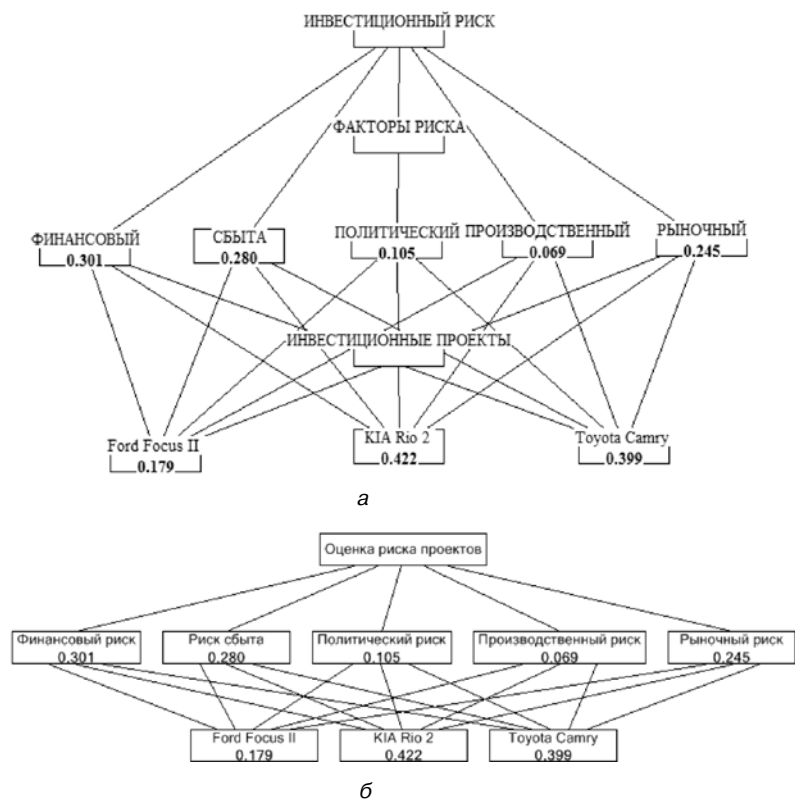 ИНВЕСТИЦИОННЫЙ РИСК
ФАКТОРЫ РИСКА
ФИНАНСОВЫЙ СБЫТА ПОЛИТИЧЕСКИЙ ПРОИЗВОДСТВЕННЫЙ РЫНОЧНЫЙ
0.301 0.280 0.105 0.069 0.245
ИНВЕСТИЦИОННЫЕ ПРОЕКТЫ
Ford Focus II KIA Rio 2 Toyota Camry
0.179 0.422 0.399
а
Оценка риска проектов
Финансовый риск Риск сбыта Политический риск Производственный риск Рыночный риск
0.301 0.280 0.105 0.069 0.245
Ford Focus II KIA Rio 2 Toyota Camry
0.179 0.422 0.399
б